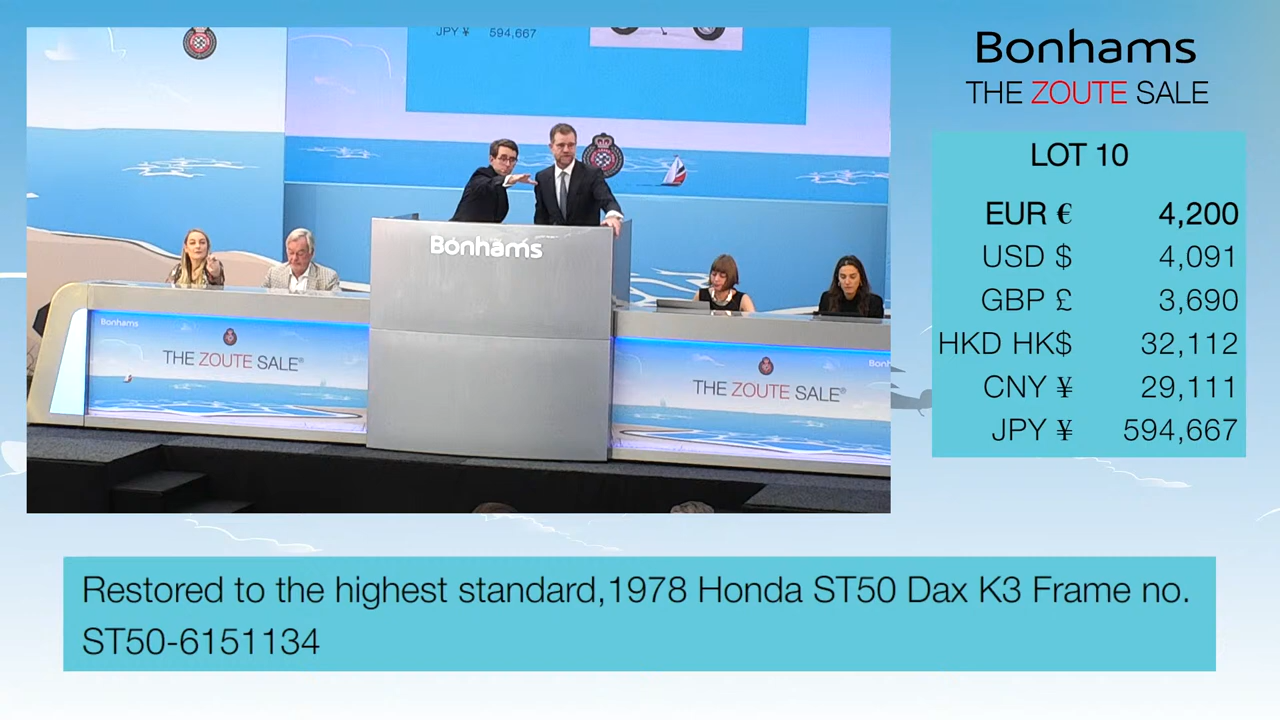 JPY ¥ 594,667
Bonhams
THE ZOUTE SALE
LOT 10
EUR € 4,200
USD $ 4,091
GBP £ 3,690
HKD HK$ 32,112
CNY ¥ 29,111
JPY ¥ 594,667
Bonhams
Bonhams
THE ZOUTE SALE®
THE ZOUTE SALE®
Bonh
Restored to the highest standard,1978 Honda ST50 Dax K3 Frame no.
ST50-6151134